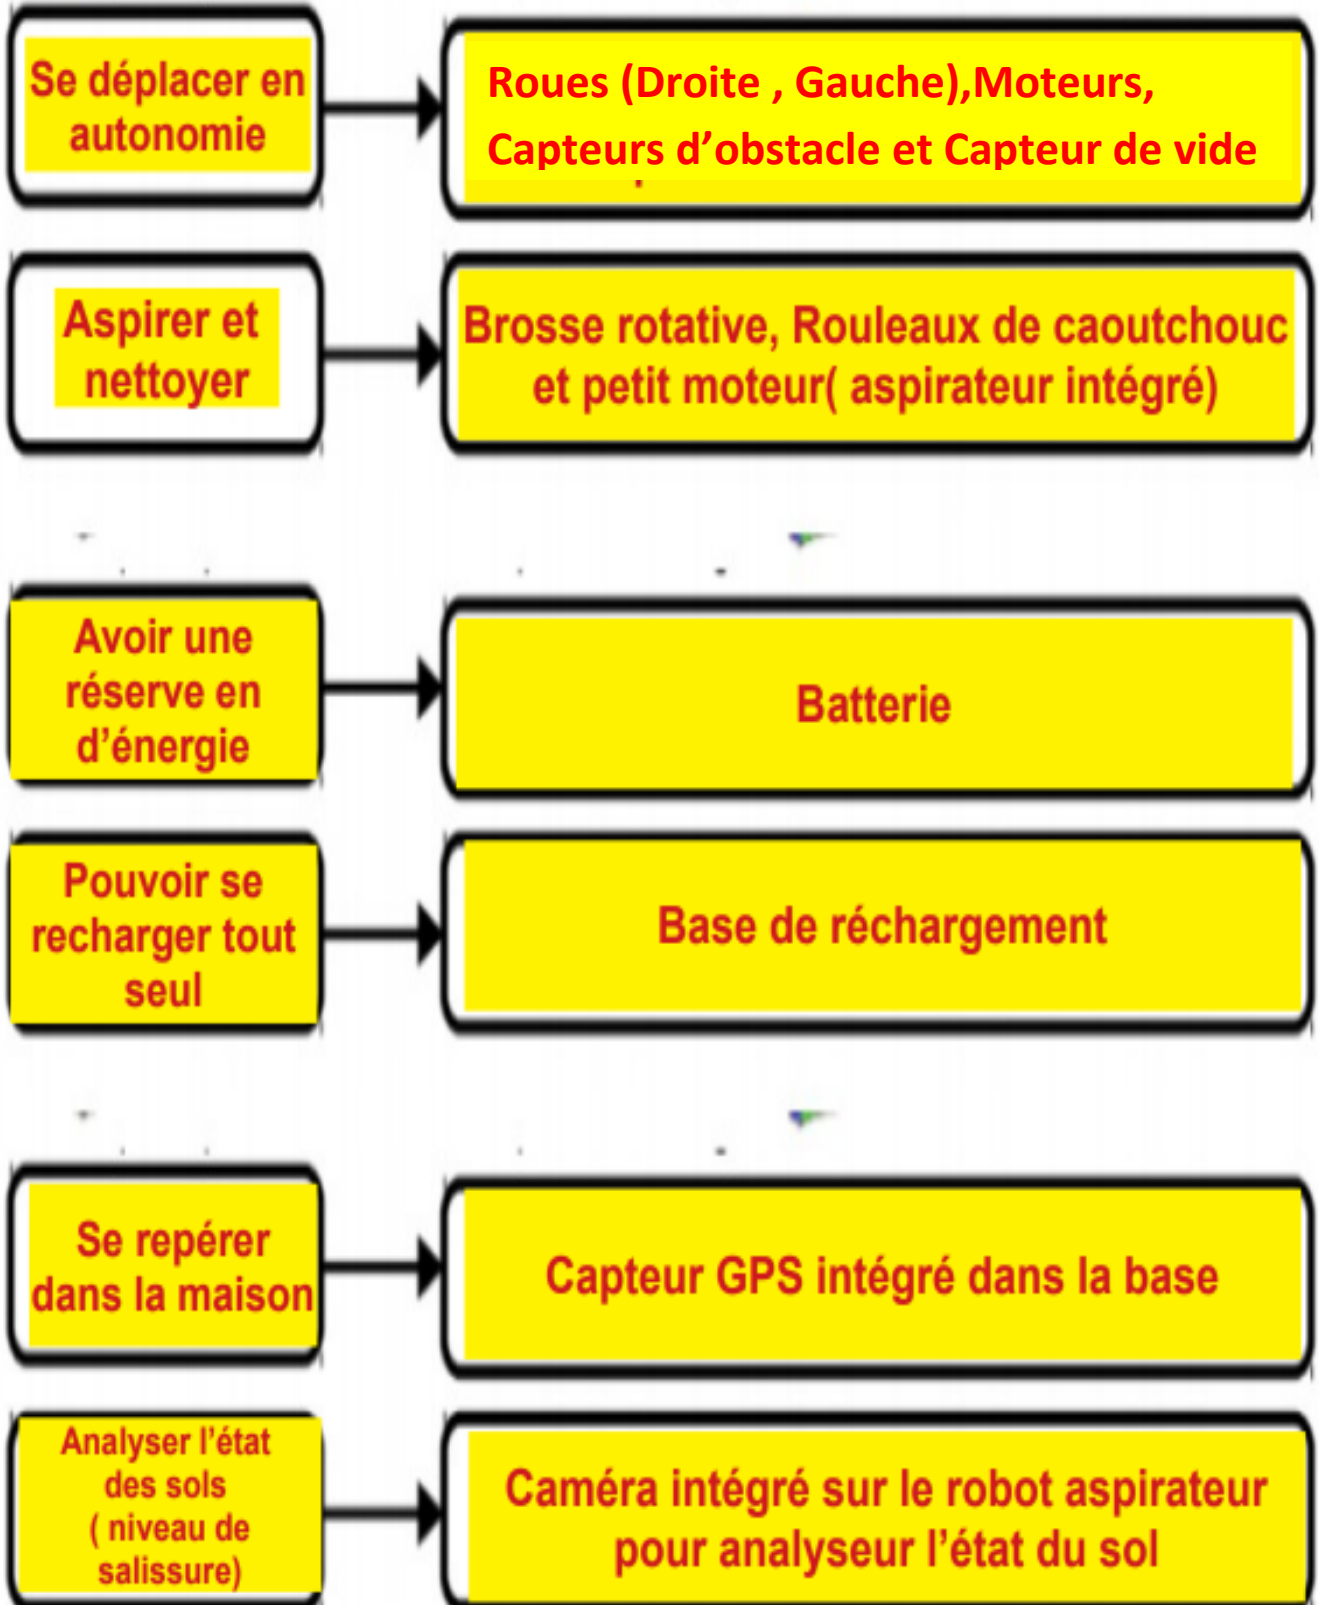 Se déplacer en
autonomie
Roues (Droite , Gauche),Moteurs,
Capteurs d’obstacle et Capteur de vide
Aspirer et
nettoyer
Brosse rotative, Rouleaux de caoutchouc
et petit moteur( aspirateur intégré)
Avoir une
réserve en
d’énergie
Batterie
Pouvoir se
recharger tout
seul
Base de réchargement
Se repérer
dans la maison
Capteur GPS intégré dans la base
Analyser l’état
des sols
( niveau de
salissure)
Caméra intégré sur le robot aspirateur
pour analyseur l’état du sol